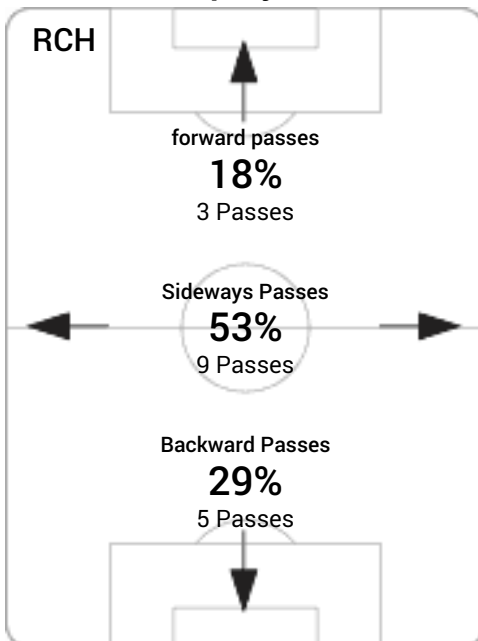 RCH
forward passes
18%
3 Passes
Sideways Passes
53%
9 Passes
Backward Passes
29%
5 Passes